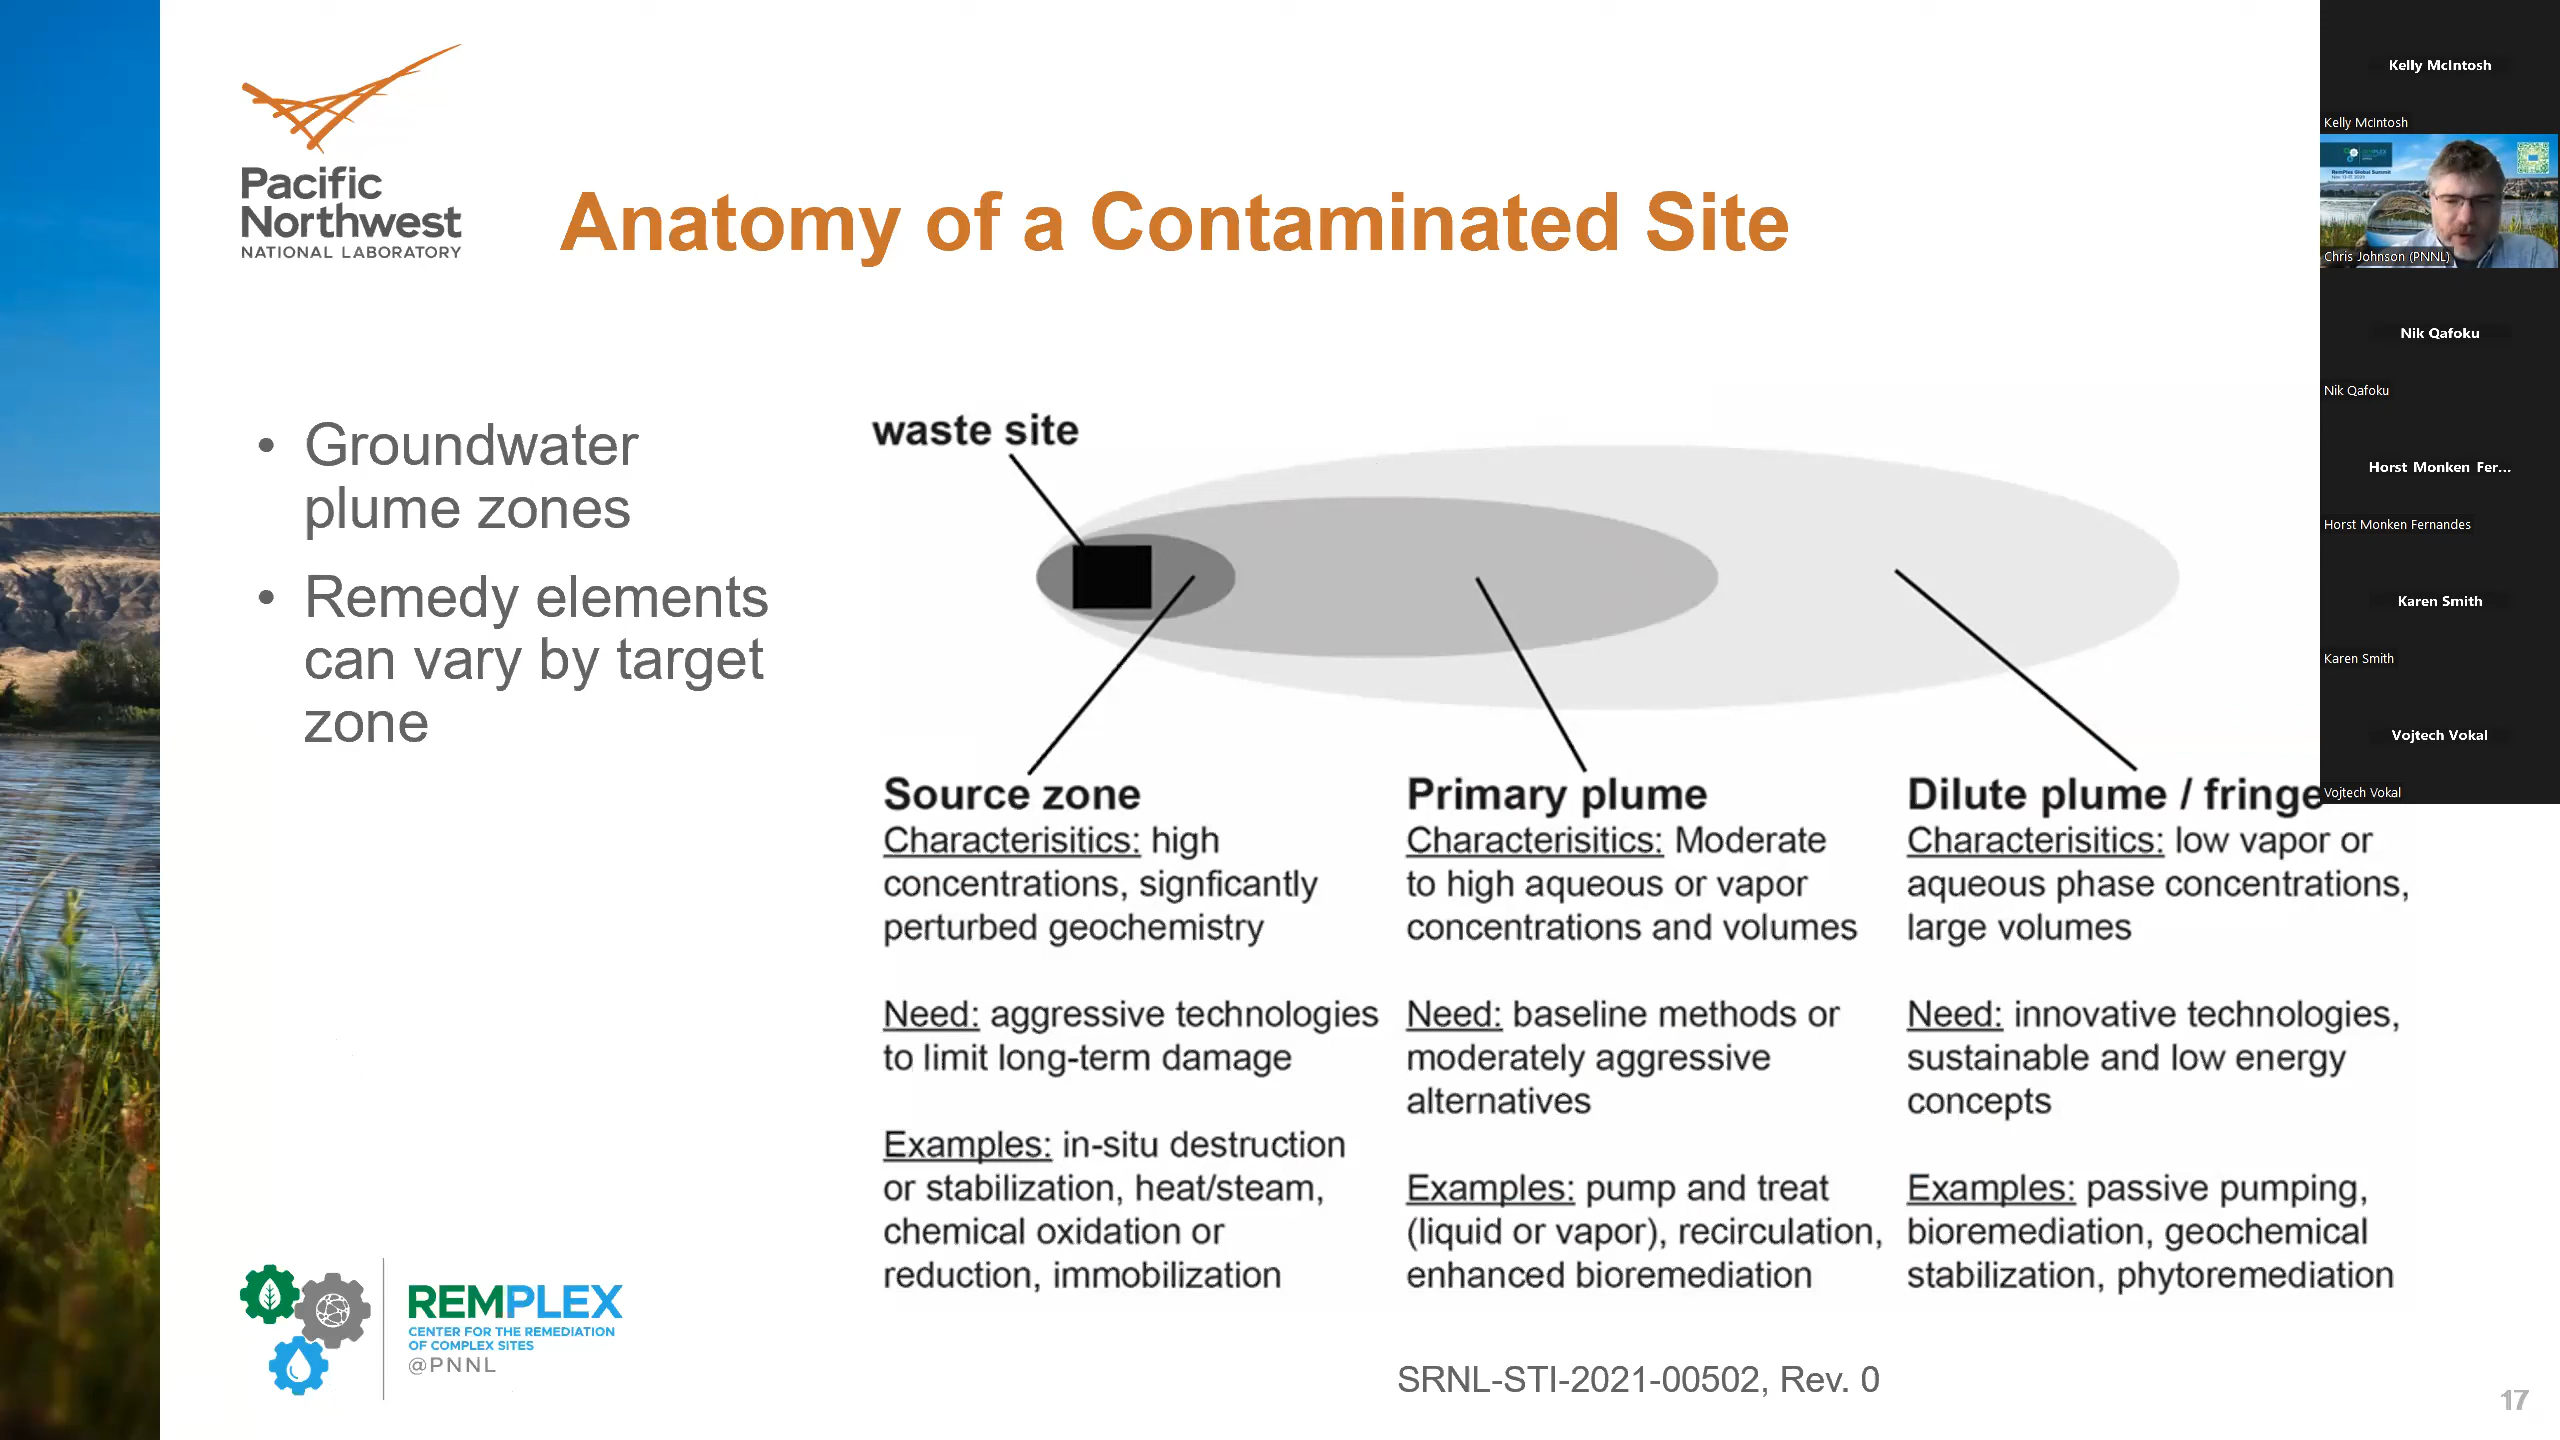 Pacific
Northwest
NATIONAL LABORATORY
Anatomy of a Contaminated Site
• Groundwater
plume zones
• Remedy elements
can vary by target
zone
waste site
Source zone
Characterisitics: high
concentrations, signficantly
perturbed geochemistry
Need: aggressive technologies
to limit long-term damage
Examples: in-situ destruction
or stabilization, heat/steam,
chemical oxidation or
reduction, immobilization
Primary plume
Characterisitics: Moderate
to high aqueous or vapor
concentrations and volumes
Need: baseline methods or
moderately aggressive
alternatives
Examples: pump and treat
(liquid or vapor), recirculation,
enhanced bioremediation
Dilute plume / fringe
Characterisitics: low vapor or
aqueous phase concentrations,
large volumes
Need: innovative technologies,
sustainable and low energy
concepts
Examples: passive pumping,
bioremediation, geochemical
stabilization, phytoremediation
REMPLEX
CENTER FOR THE REMEDIATION
OF COMPLEX SITES
@PNNL
SRNL-STI-2021-00502, Rev. 0
17
Kelly McIntosh
Kelly McIntosh
RemPlex Global Summit
Chris Johnson (PNNL)
Nik Qafoku
Nik Qafoku
Horst Monken Fer...
Horst Monken Fernandes
Karen Smith
Karen Smith
Vojtech Vokal
Vojtech Vokal